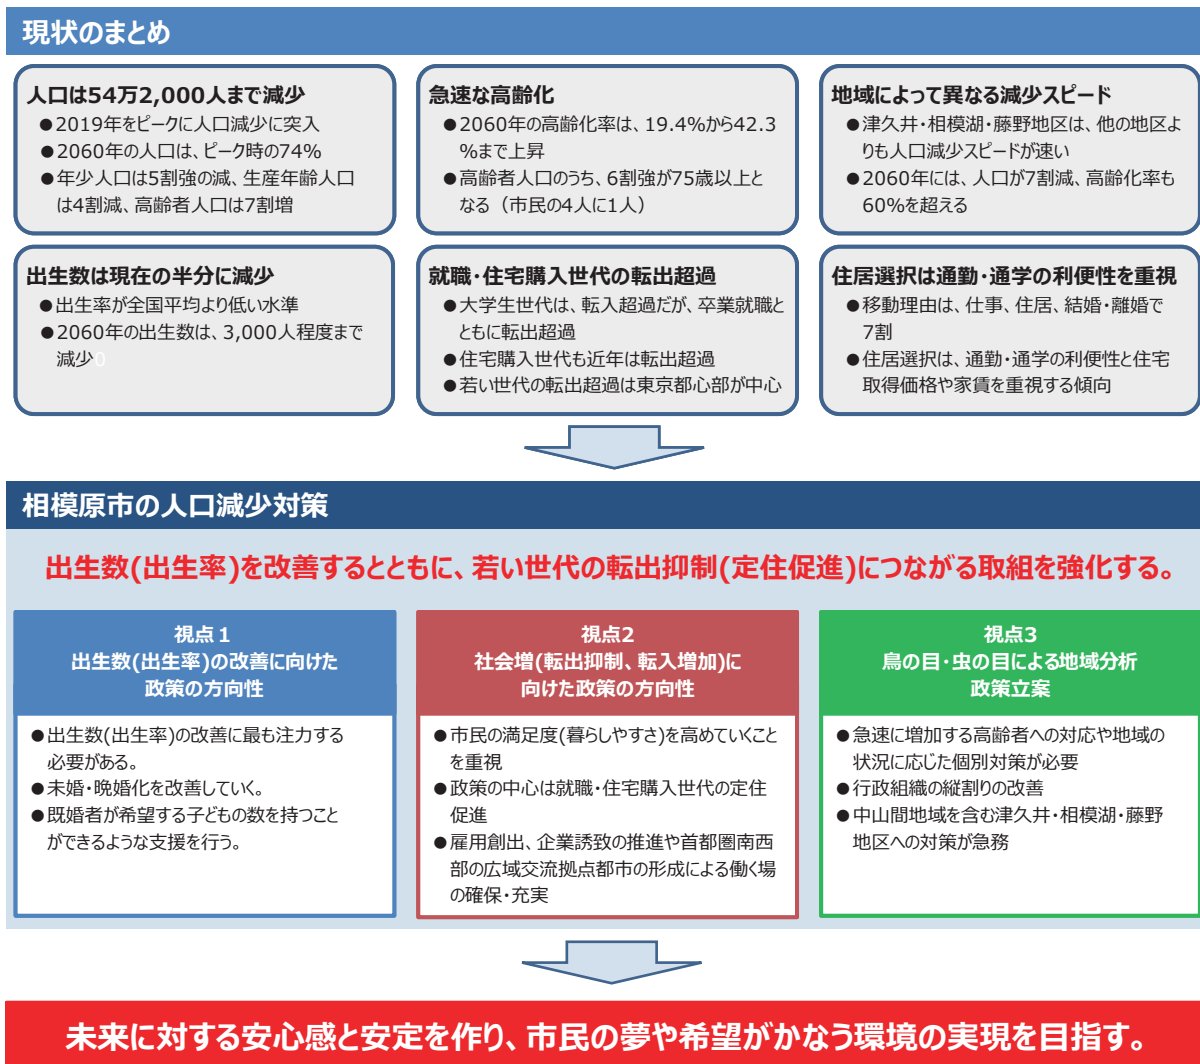 現状のまとめ
人口は54万2,000人まで減少
●2019年をピークに人口減少に突入
●2060年の人口は、ピーク時の74%
●年少人口は5割強の減、生産年齢人口
は4割減、高齢者人口は7割増
急速な高齢化
●2060年の高齢化率は、19.4%から42.3
%まで上昇
●高齢者人口のうち、6割強が75歳以上と
なる（市民の4人に1人）
地域によって異なる減少スピード
●津久井・相模湖・藤野地区は、他の地区よ
りも人口減少スピードが速い
●2060年には、人口が7割減、高齢化率も
60%を超える
出生数は現在の半分に減少
●出生率が全国平均より低い水準
●2060年の出生数は、3,000人程度まで
減少0
就職・住宅購入世代の転出超過
●大学生世代は、転入超過だが、卒業就職と
ともに転出超過
●住宅購入世代も近年は転出超過
●若い世代の転出超過は東京都心部が中心
住居選択は通勤・通学の利便性を重視
●移動理由は、仕事、住居、結婚・離婚で
7割
●住居選択は、通勤・通学の利便性と住宅
取得価格や家賃を重視する傾向
相模原市の人口減少対策
出生数(出生率)を改善するとともに、若い世代の転出抑制(定住促進)につながる取組を強化する。
視点１
出生数(出生率)の改善に向けた
政策の方向性
●出生数(出生率)の改善に最も注力する
必要がある。
●未婚・晩婚化を改善していく。
●既婚者が希望する子どもの数を持つこと
ができるような支援を行う。
視点2
社会増(転出抑制、転入増加)に
向けた政策の方向性
●市民の満足度(暮らしやすさ)を高めていくこと
を重視
●政策の中心は就職・住宅購入世代の定住
促進
●雇用創出、企業誘致の推進や首都圏南西
部の広域交流拠点都市の形成による働く場
の確保・充実
視点3
鳥の目・虫の目による地域分析
政策立案
●急速に増加する高齢者への対応や地域の
状況に応じた個別対策が必要
●行政組織の縦割りの改善
●中山間地域を含む津久井・相模湖・藤野
地区への対策が急務
未来に対する安心感と安定を作り、市民の夢や希望がかなう環境の実現を目指す。